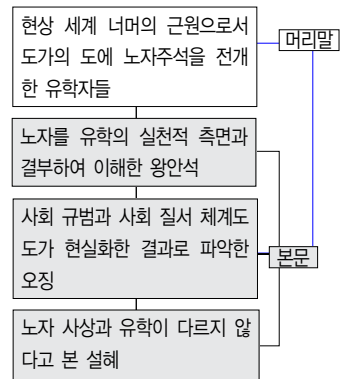 현상 세계 너머의 근원으로서
도가의 도에 노자주석을 전개
한 유학자들
머리말
노자를 유학의 실천적 측면과
결부하여 이해한 왕안석
사회 규범과 사회 질서 체계도
도가 현실화한 결과로 파악한
오징
본문
노자 사상과 유학이 다르지 않
다고 본 설혜